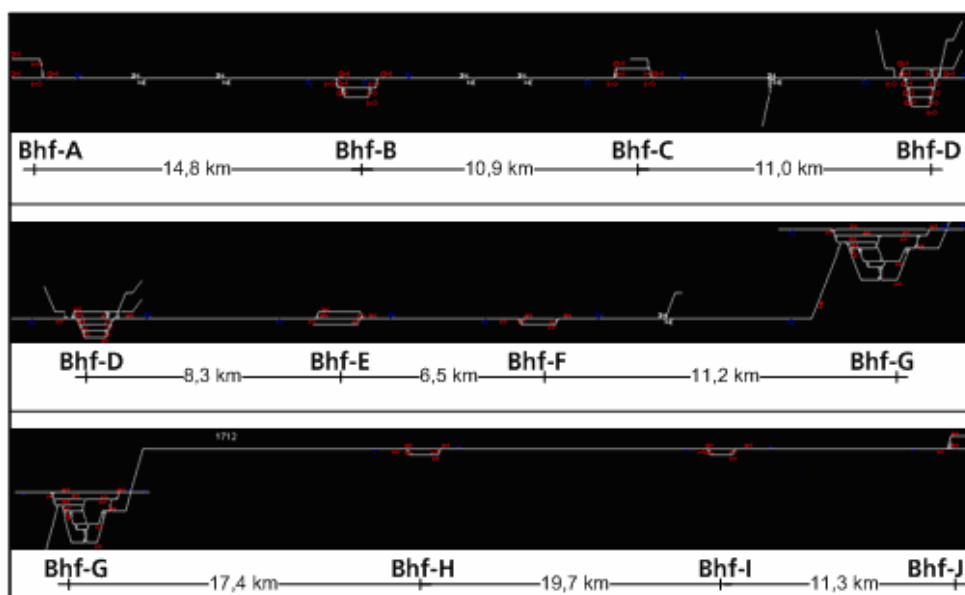 Bhf-A Bhf-B Bhf-C Bhf-D
14,8 km 10,9 km 11,0 km
Bhf-D Bhf-E Bhf-F Bhf-G
8,3 km 6,5 km 11,2 km
1712
Bhf-G Bhf-H Bhf-I Bhf-J
17,4 km 19,7 km 11,3 km